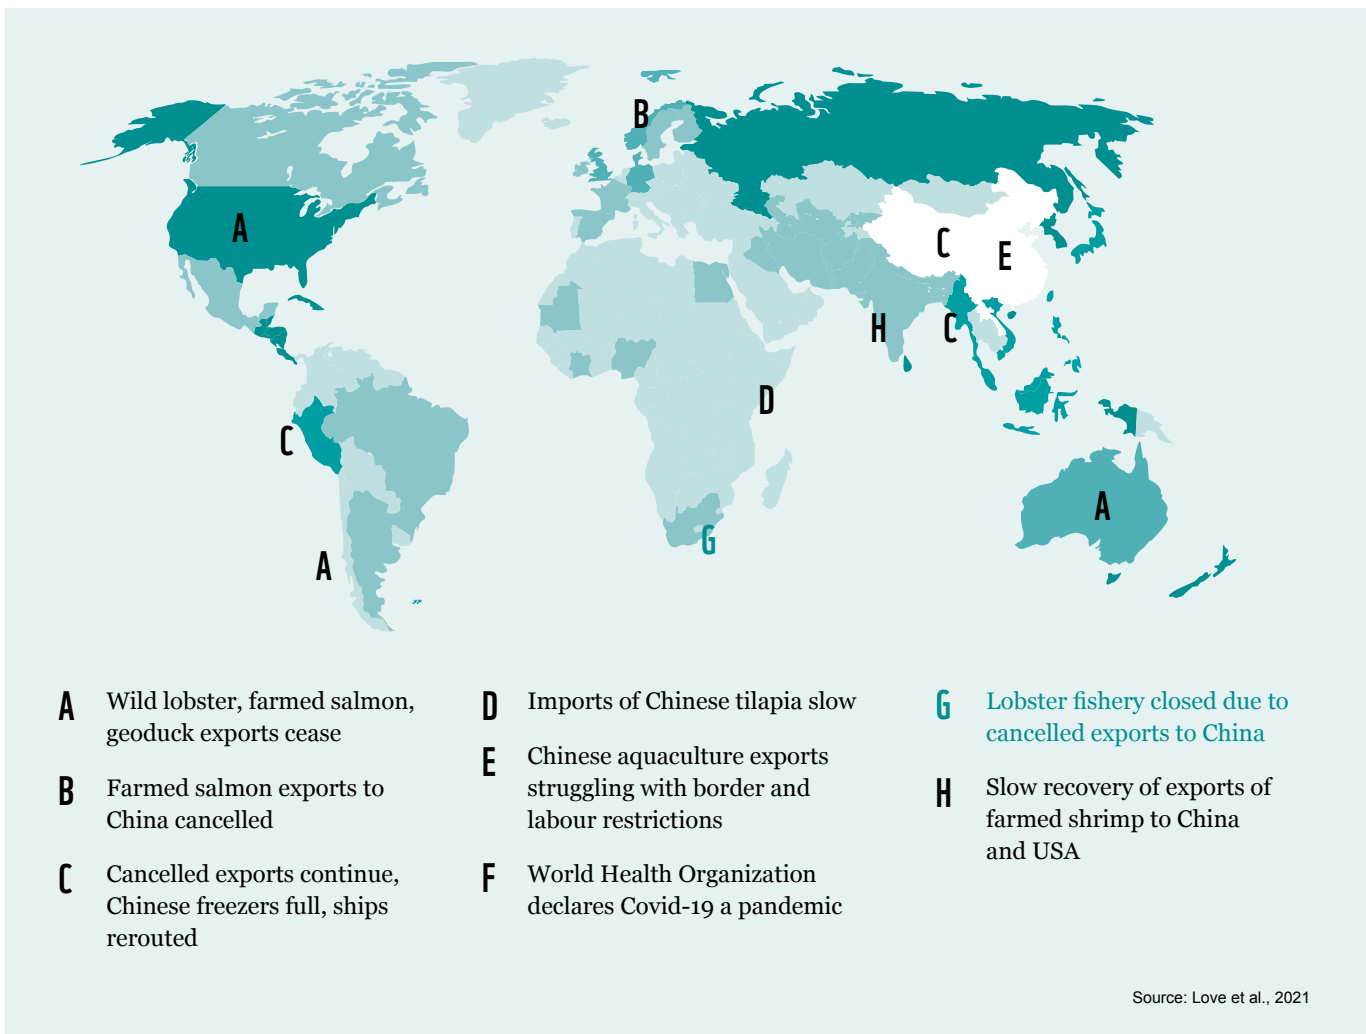 B
A
C
E
H
C
D
C
A
G
A
A
Wild lobster, farmed salmon,
geoduck exports cease
B
Farmed salmon exports to
China cancelled
C
Cancelled exports continue,
Chinese freezers full, ships
rerouted
D
Imports of Chinese tilapia slow
E
Chinese aquaculture exports
struggling with border and
labour restrictions
F
World Health Organization
declares Covid-19 a pandemic
G
Lobster fishery closed due to
cancelled exports to China
H
Slow recovery of exports of
farmed shrimp to China
and USA
Source: Love et al., 2021